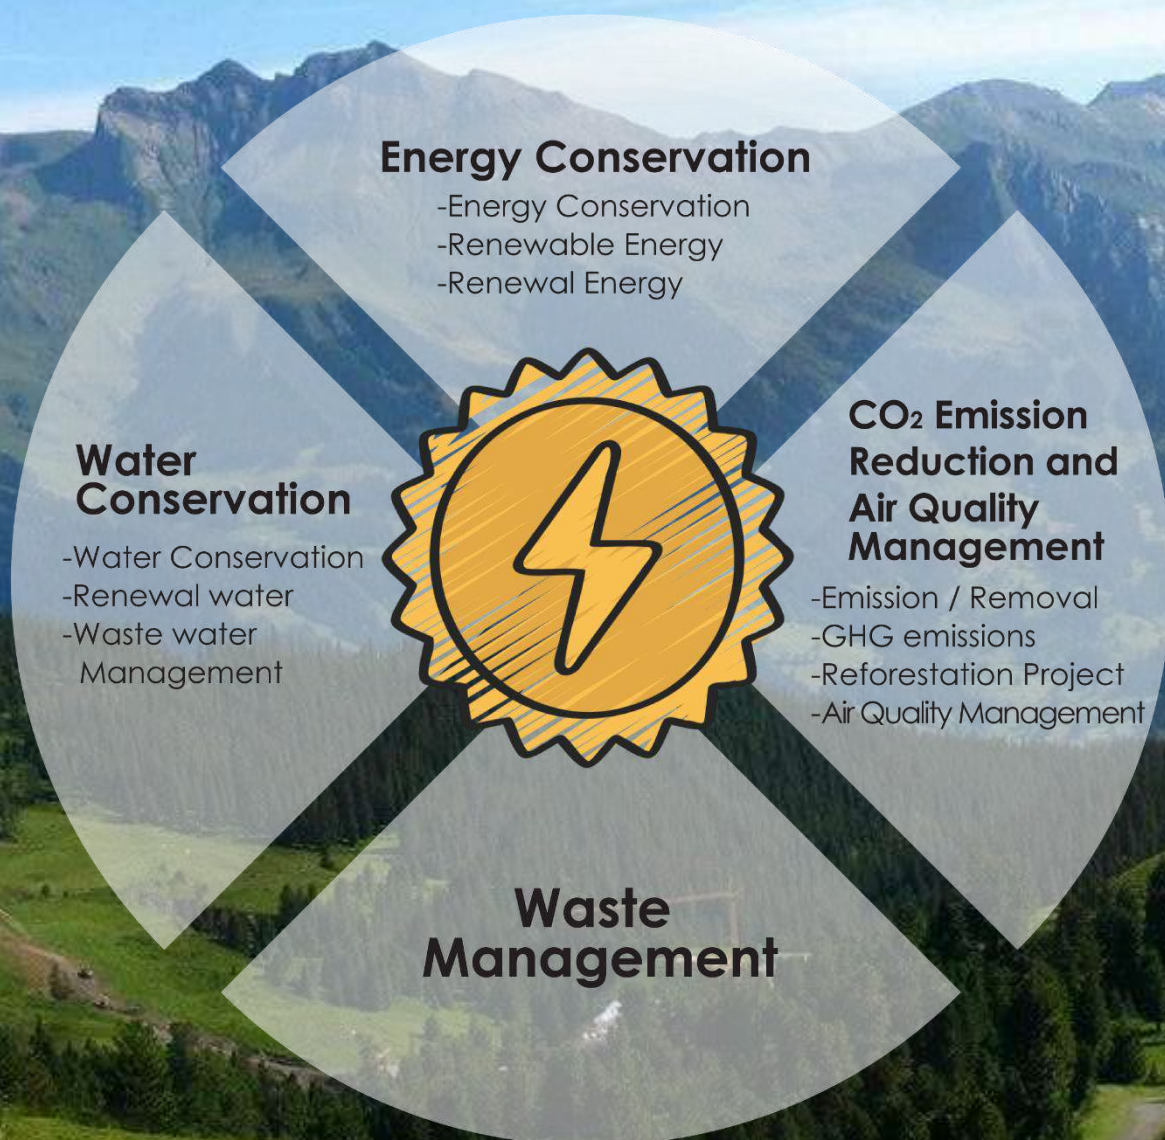 Energy Conservation
-Energy Conservation
-Renewable Energy
-Renewal Energy
Water
Conservation
-Water Conservation
-Renewal water
-Waste water
Management
CO₂ Emission
Reduction and
Air Quality
Management
-Emission / Removal
-GHG emissions
-Reforestation Project
-Air Quality Management
Waste
Management